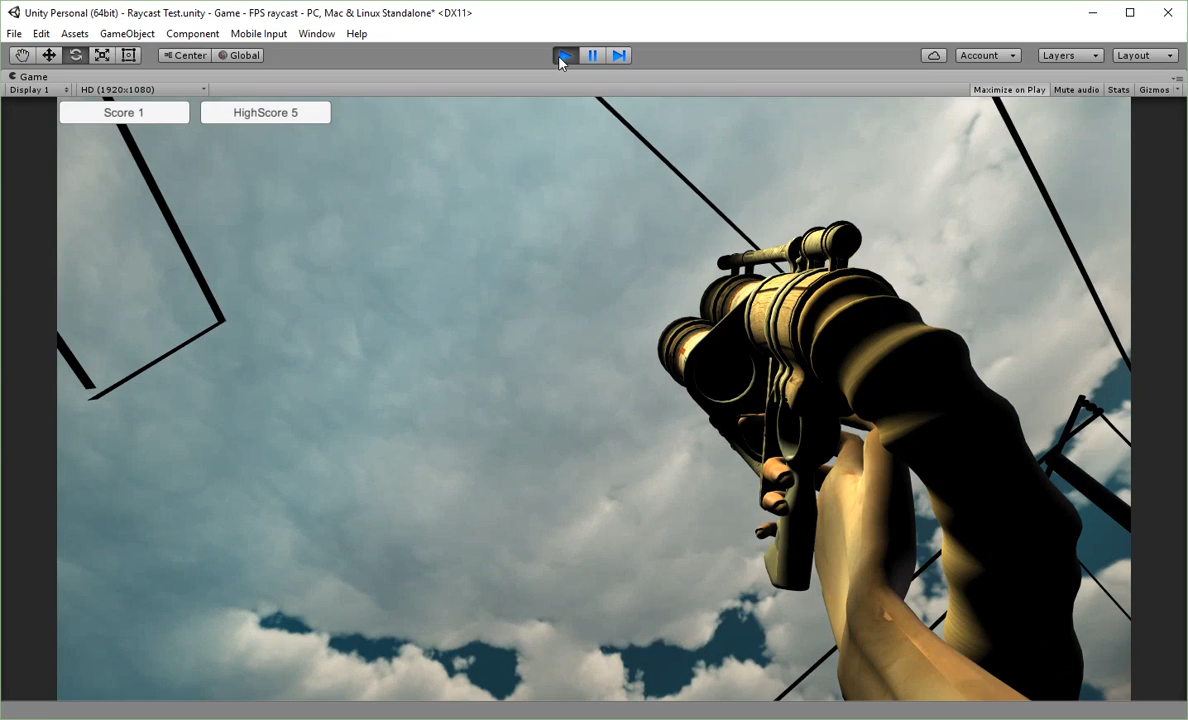 Unity Personal (64bit) - Raycast Test.unity - Game - FPS raycast - PC, Mac & Linux Standalone* <DX11>
File Edit Assets GameObject Component Mobile Input Window Help
Center Global Account Layers Layout
Game
Display 1 HD (1920x1080) Maximize on Play Mute audio Stats Gizmos
Score 1 HighScore 5